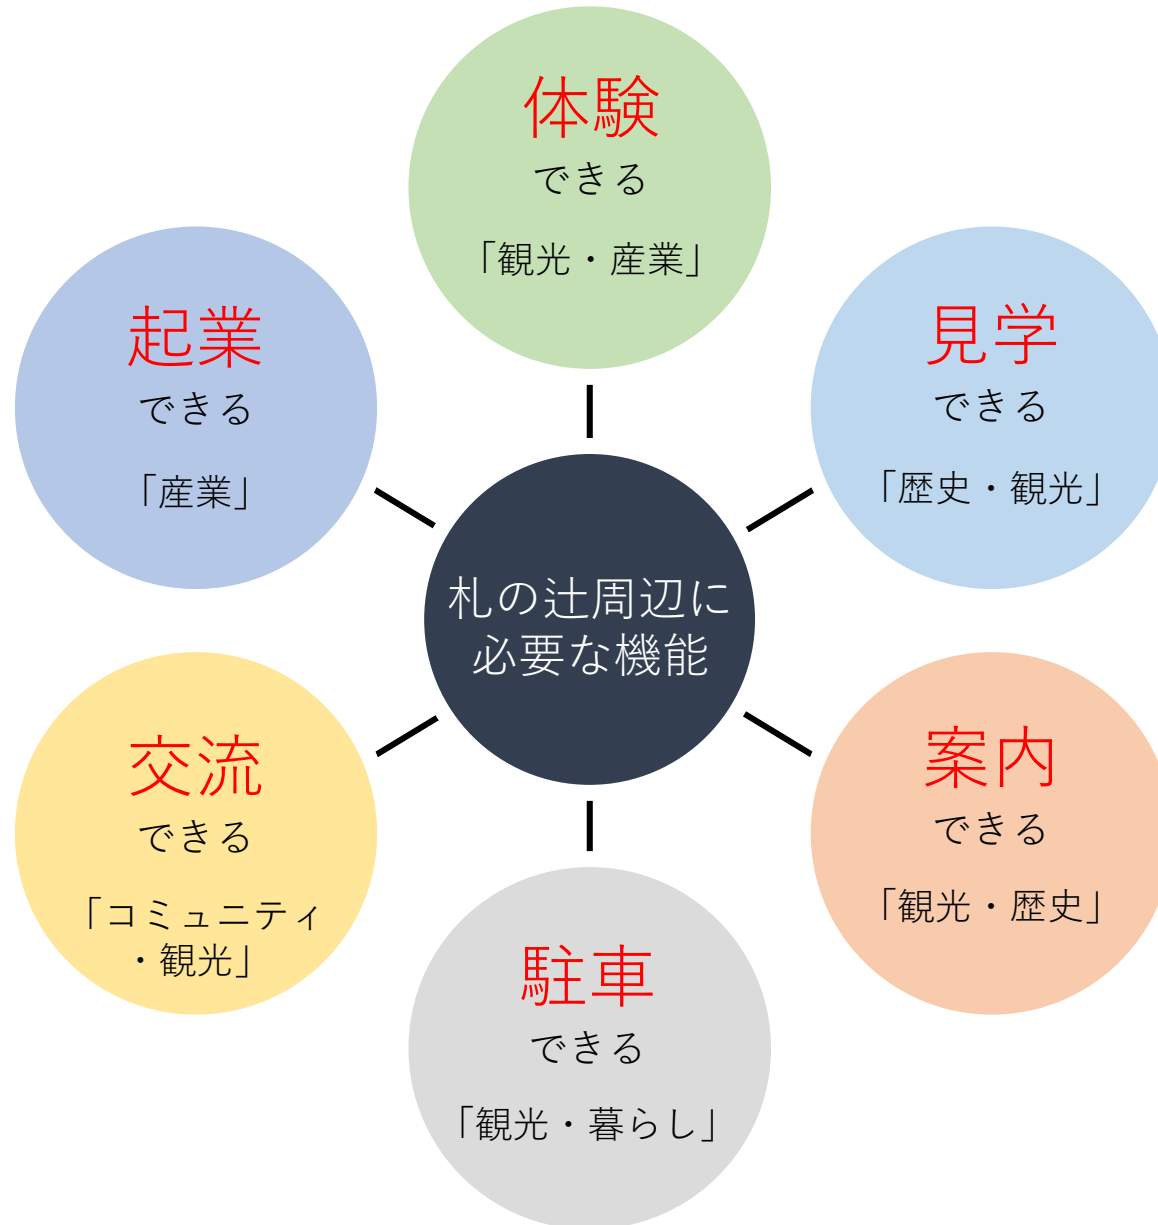 体験
できる
「観光・産業」
起業
できる
「産業」
見学
できる
「歴史・観光」
札の辻周辺に
必要な機能
交流
できる
「コミュニティ
・観光」
案内
できる
「観光・歴史」
駐車
できる
「観光・暮らし」